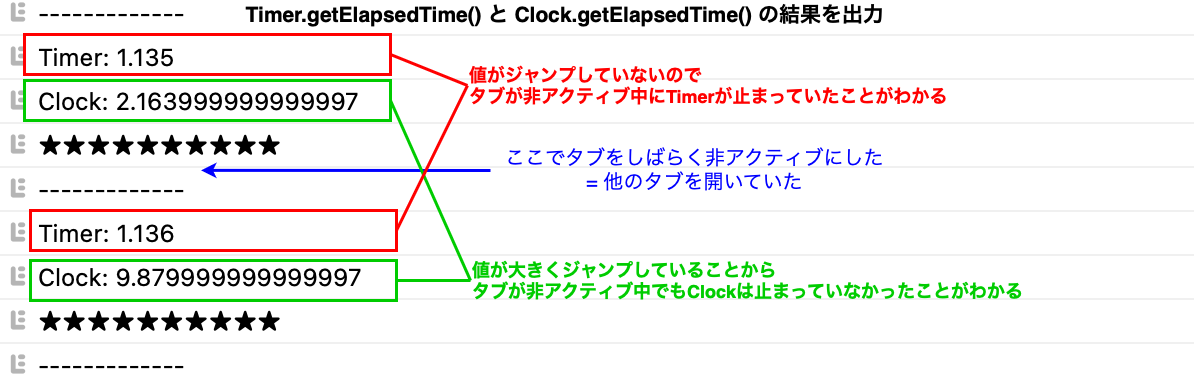 ------------- Timer.getElapsedTime() と Clock.getElapsedTime() の結果を出力
Timer: 1.135
値がジャンプしていないので
タブが非アクティブ中にTimerが止まっていたことがわかる
Clock: 2.163999999999997
★★★★★★★★★★
ここでタブをしばらく非アクティブにした
= 他のタブを開いていた
-------------
Timer: 1.136
Clock: 9.879999999999997
値が大きくジャンプしていることから
タブが非アクティブ中でもClockは止まっていなかったことがわかる
★★★★★★★★★★
-------------